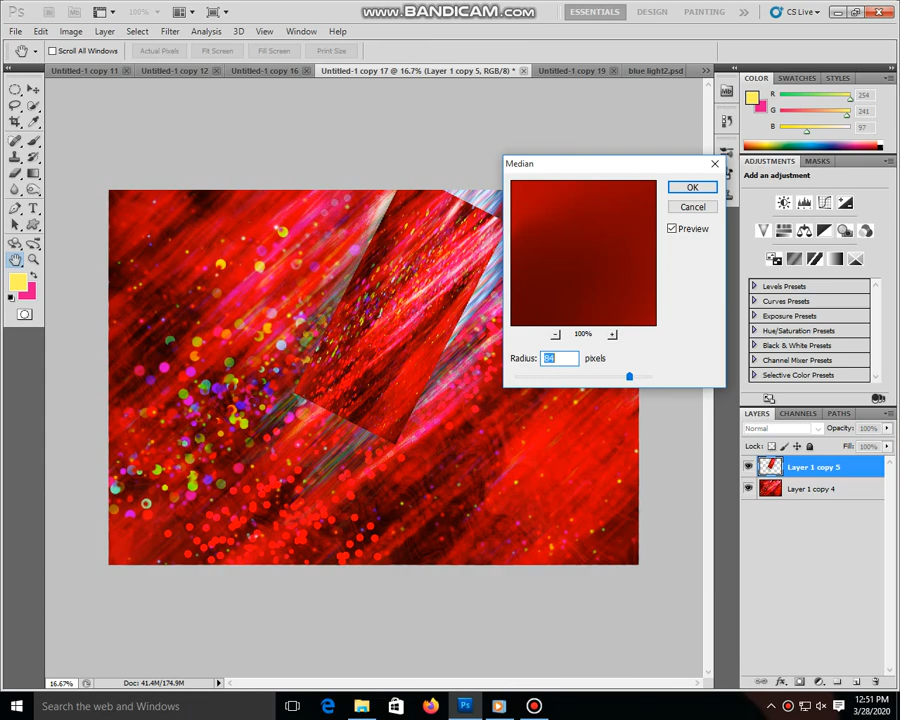 Ps
Br
Mb
100%
www.BANDICAM.com
ESSENTIALS
DESIGN
PAINTING
CS Live
File
Edit
Image
Layer
Select
Filter
Analysis
3D
View
Window
Help
Scroll All Windows
Actual Pixels
Fit Screen
Fill Screen
Print Size
Untitled-1 copy 11
Untitled-1 copy 12
Untitled-1 copy 16
Untitled-1 copy 17 @ 16.7% (Layer 1 copy 5, RGB/8) *
Untitled-1 copy 19
blue light2.psd
COLOR
SWATCHES
STYLES
R
254
G
241
B
97
ADJUSTMENTS
MASKS
Add an adjustment
Levels Presets
Curves Presets
Exposure Presets
Hue/Saturation Presets
Black & White Presets
Channel Mixer Presets
Selective Color Presets
Median
OK
Cancel
Preview
100%
Radius: 84 pixels
LAYERS
CHANNELS
PATHS
Normal
Opacity: 100%
Lock:
Fill: 100%
Layer 1 copy 5
Layer 1 copy 4
16.67%
Doc: 41.4M/174.9M
Search the web and Windows
Ps
12:51 PM
3/28/2020